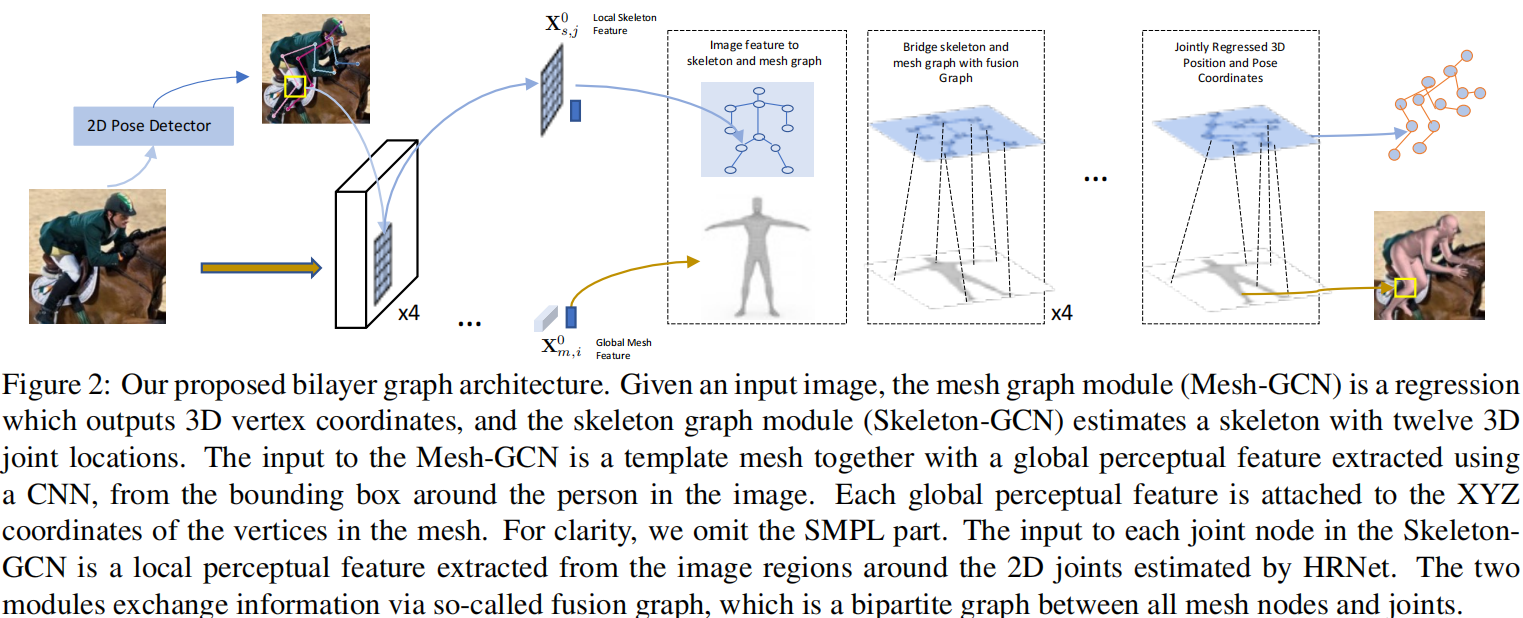 X⁰ₛ,ⱼ
Local Skeleton
Feature
2D Pose Detector
Image feature to
skeleton and mesh graph
Bridge skeleton and
mesh graph with fusion
Graph
Jointly Regressed 3D
Position and Pose
Coordinates
...
x4
...
x4
X⁰ₘ,ᵢ
Global Mesh
Feature
Figure 2: Our proposed bilayer graph architecture. Given an input image, the mesh graph module (Mesh-GCN) is a regression
which outputs 3D vertex coordinates, and the skeleton graph module (Skeleton-GCN) estimates a skeleton with twelve 3D
joint locations. The input to the Mesh-GCN is a template mesh together with a global perceptual feature extracted using
a CNN, from the bounding box around the person in the image. Each global perceptual feature is attached to the XYZ
coordinates of the vertices in the mesh. For clarity, we omit the SMPL part. The input to each joint node in the Skeleton-
GCN is a local perceptual feature extracted from the image regions around the 2D joints estimated by HRNet. The two
modules exchange information via so-called fusion graph, which is a bipartite graph between all mesh nodes and joints.